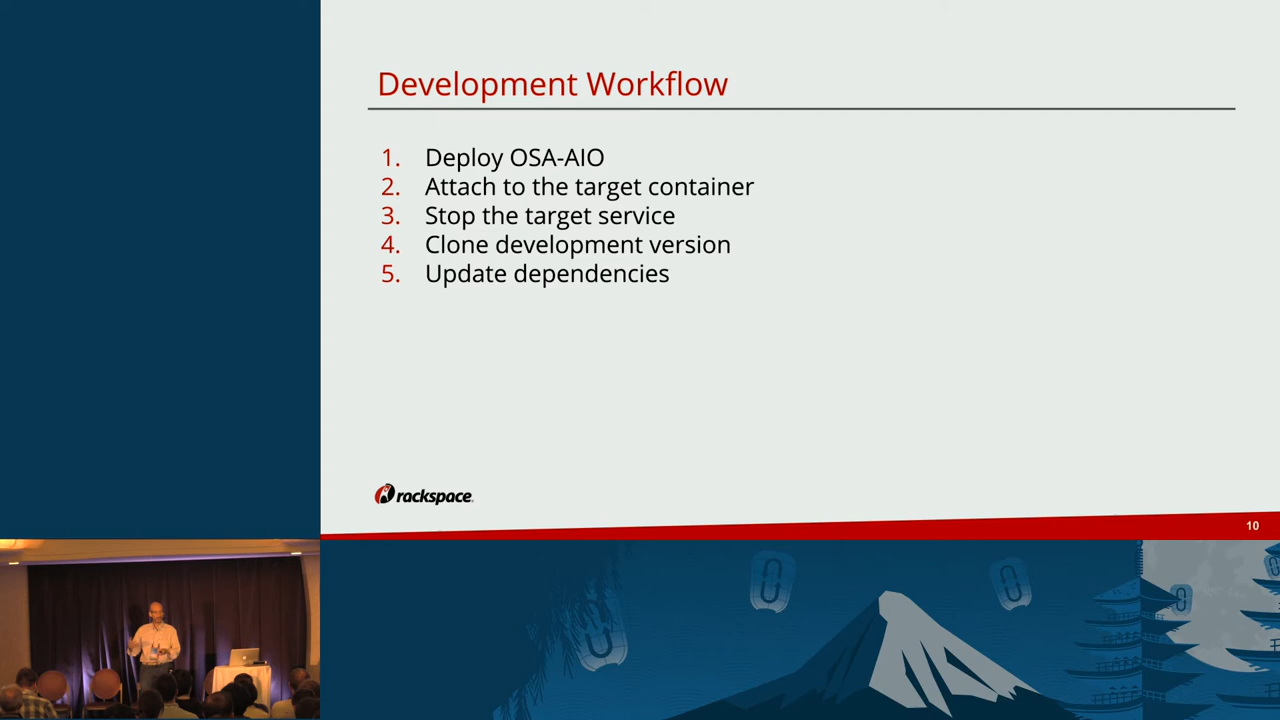 Development Workflow
1. Deploy OSA-AIO
2. Attach to the target container
3. Stop the target service
4. Clone development version
5. Update dependencies
rackspace.
10